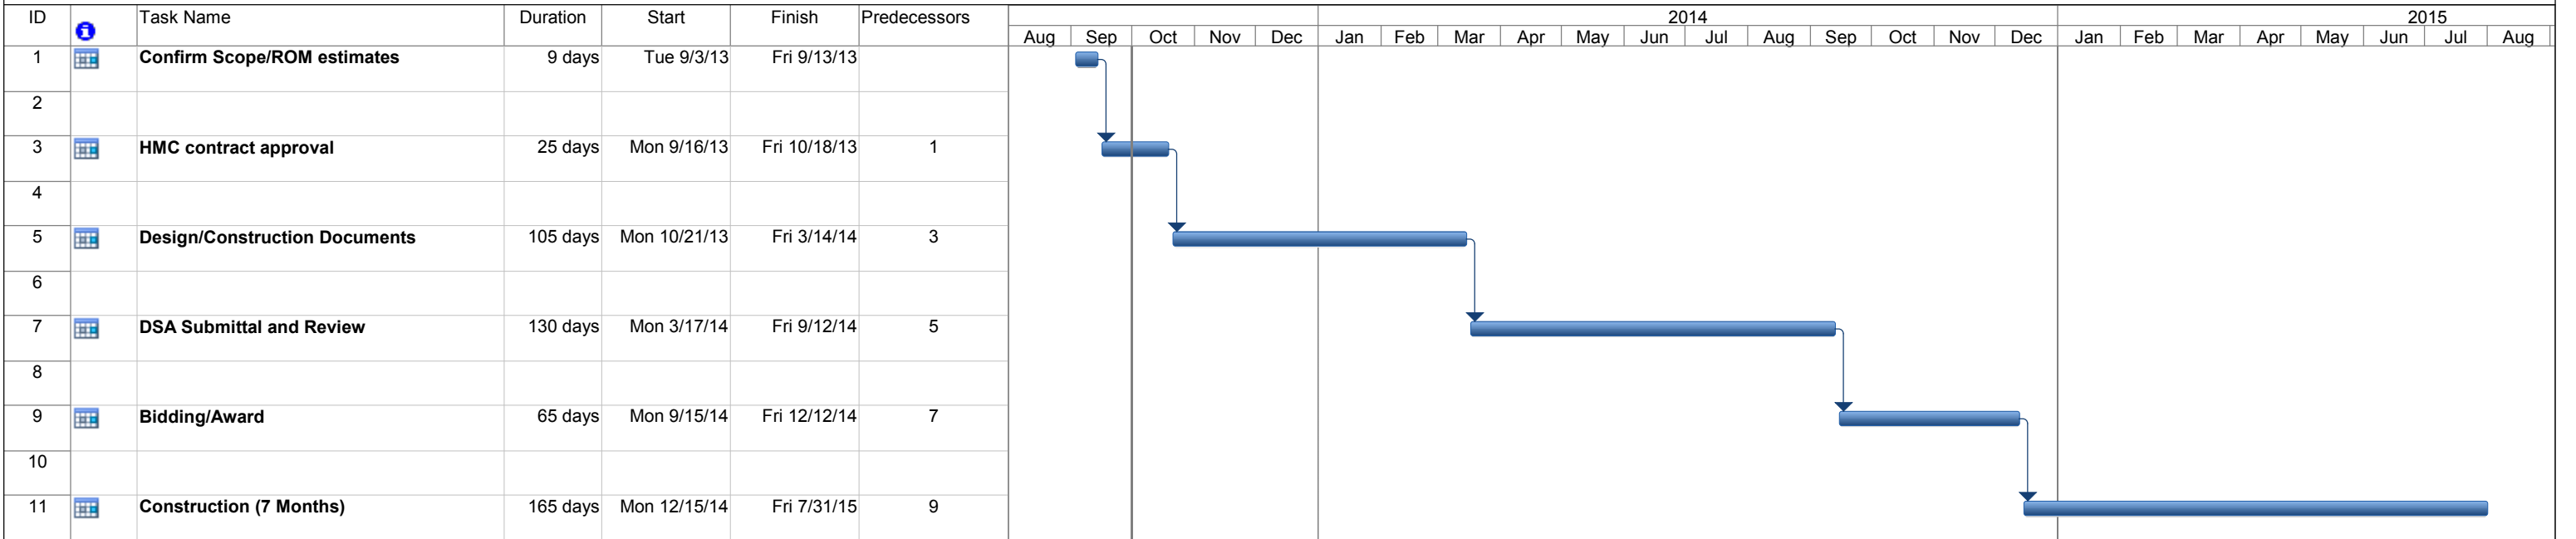 ID Task Name Duration Start Finish Predecessors 2014 2015
i Aug Sep Oct Nov Dec Jan Feb Mar Apr May Jun Jul Aug Sep Oct Nov Dec Jan Feb Mar Apr May Jun Jul Aug
1 Confirm Scope/ROM estimates 9 days Tue 9/3/13 Fri 9/13/13
2
3 HMC contract approval 25 days Mon 9/16/13 Fri 10/18/13 1
4
5 Design/Construction Documents 105 days Mon 10/21/13 Fri 3/14/14 3
6
7 DSA Submittal and Review 130 days Mon 3/17/14 Fri 9/12/14 5
8
9 Bidding/Award 65 days Mon 9/15/14 Fri 12/12/14 7
10
11 Construction (7 Months) 165 days Mon 12/15/14 Fri 7/31/15 9